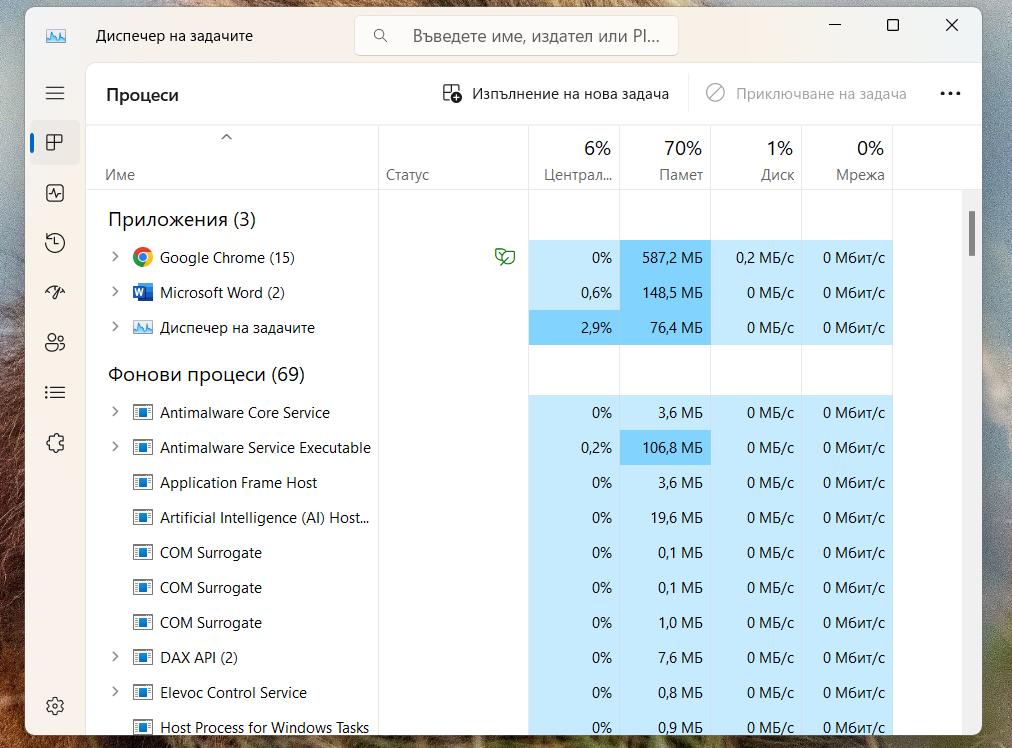 Диспечер на задачите
Въведете име, издател или PI...
Процеси
Изпълнение на нова задача
Приключване на задача
6% 70% 1% 0%
Име Статус Централ... Памет Диск Мрежа
Приложения (3)
Google Chrome (15) 0% 587,2 МБ 0,2 МБ/с 0 Мбит/с
Microsoft Word (2) 0,6% 148,5 МБ 0 МБ/с 0 Мбит/с
Диспечер на задачите 2,9% 76,4 МБ 0 МБ/с 0 Мбит/с
Фонови процеси (69)
Antimalware Core Service 0% 3,6 МБ 0 МБ/с 0 Мбит/с
Antimalware Service Executable 0,2% 106,8 МБ 0 МБ/с 0 Мбит/с
Application Frame Host 0% 3,6 МБ 0 МБ/с 0 Мбит/с
Artificial Intelligence (AI) Host... 0% 19,6 МБ 0 МБ/с 0 Мбит/с
COM Surrogate 0% 0,1 МБ 0 МБ/с 0 Мбит/с
COM Surrogate 0% 0,1 МБ 0 МБ/с 0 Мбит/с
COM Surrogate 0% 1,0 МБ 0 МБ/с 0 Мбит/с
DAX API (2) 0% 7,6 МБ 0 МБ/с 0 Мбит/с
Elevoc Control Service 0% 0,8 МБ 0 МБ/с 0 Мбит/с
Host Process for Windows Tasks 0% 0,9 МБ 0 МБ/с 0 Мбит/с